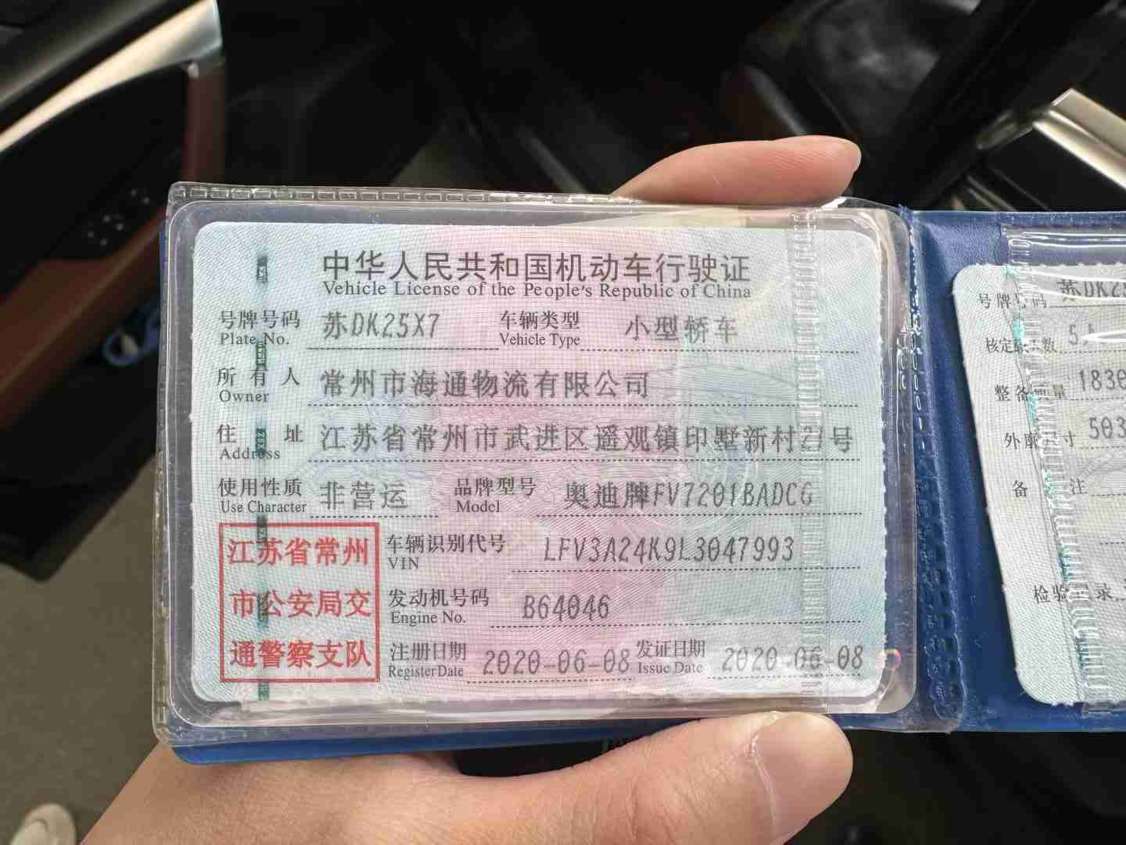 中华人民共和国机动车行驶证
Vehicle License of the People's Republic of China
号牌号码 苏DK25X7 车辆类型 小型轿车
Plate No. Vehicle Type
所有人 常州市海通物流有限公司
Owner
住址 江苏省常州市武进区遥观镇印墅新村号
Address
使用性质 非营运 品牌型号 奥迪牌FV7201BADCG
Use Character Model
江苏省常州
市公安局交
通警察支队
车辆识别代号 LFV3A24K9L3047993
VIN
发动机号码 B64046
Engine No.
注册日期 2020-06-08 发证日期 2020-06-08
Register Date Issue Date
号牌号码 苏DK25
核定载人数 5人
整备质量 1830
外廓尺寸 503
备注
检验记录